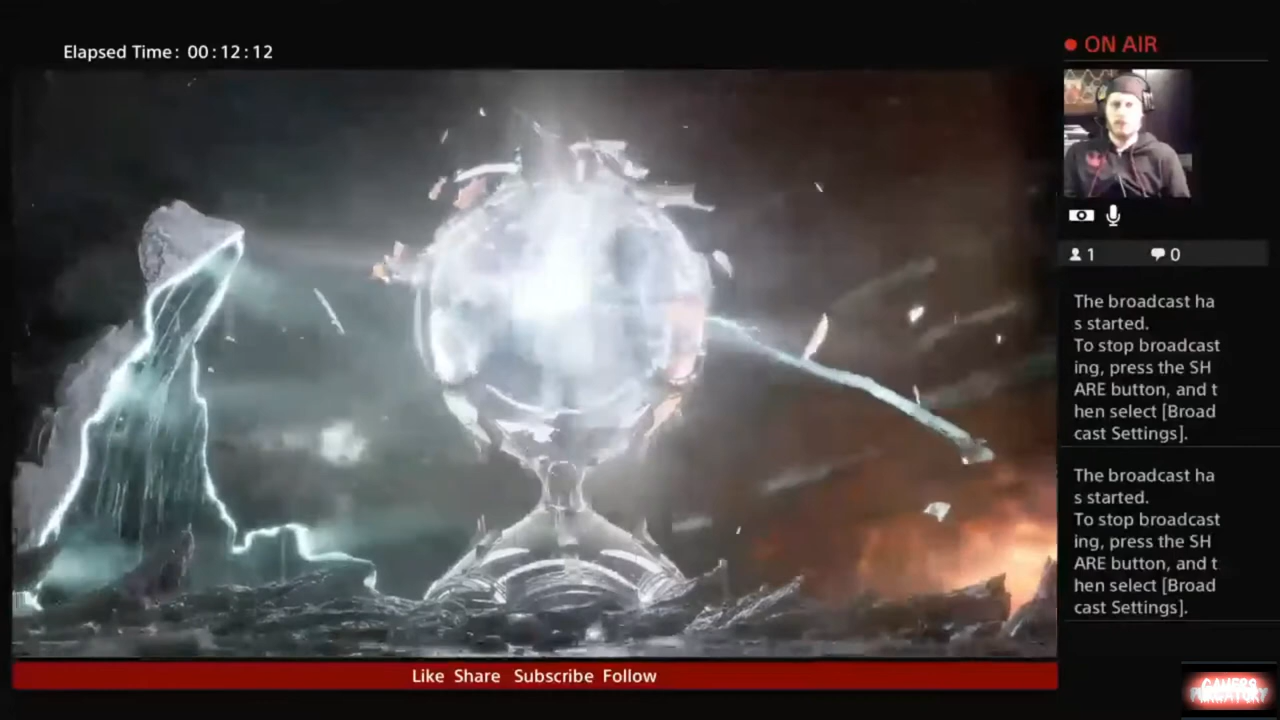 Elapsed Time: 00:12:12
ON AIR
1
0
The broadcast ha
s started.
To stop broadcast
ing, press the SH
ARE button, and t
hen select [Broad
cast Settings].
The broadcast ha
s started.
To stop broadcast
ing, press the SH
ARE button, and t
hen select [Broad
cast Settings].
Like Share Subscribe Follow
GAMERS
PURGATORY